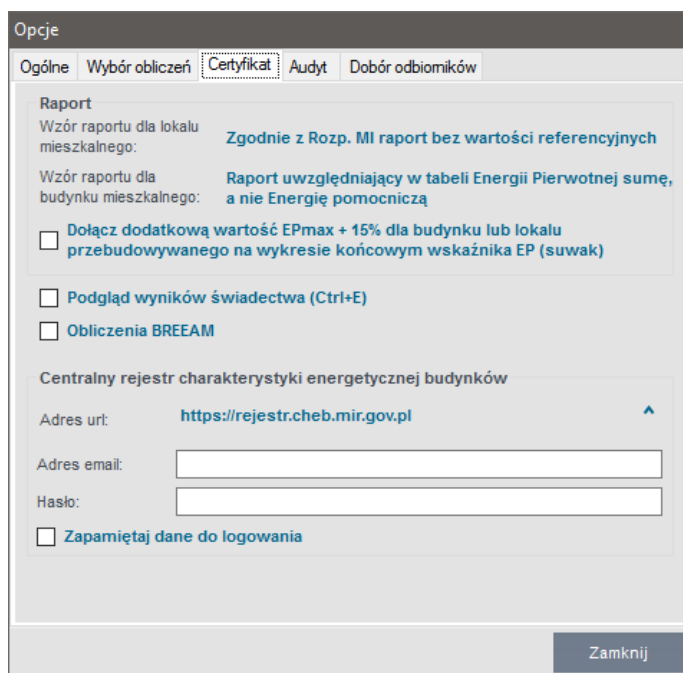 Opcje
Ogólne Wybór obliczeń Certyfikat Audyt Dobór odbiorników
Raport
Wzór raportu dla lokalu
mieszkalnego:
Zgodnie z Rozp. MI raport bez wartości referencyjnych
Wzór raportu dla
budynku mieszkalnego:
Raport uwzględniający w tabeli Energii Pierwotnej sumę,
a nie Energię pomocniczą
Dołącz dodatkową wartość EPmax + 15% dla budynku lub lokalu
przebudowywanego na wykresie końcowym wskaźnika EP (suwak)
Podgląd wyników świadectwa (Ctrl+E)
Obliczenia BREEAM
Centralny rejestr charakterystyki energetycznej budynków
Adres url: https://rejestr.cheb.mir.gov.pl
Adres email:
Hasło:
Zapamiętaj dane do logowania
Zamknij